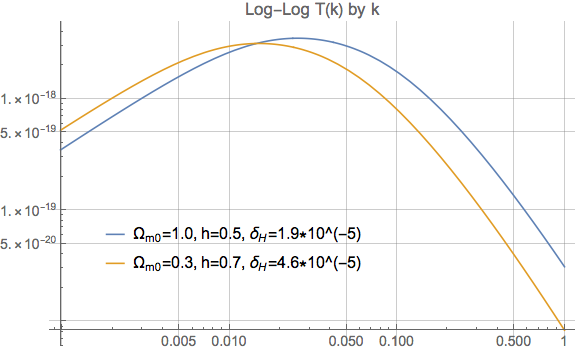 Log–Log T(k) by k
1.×10⁻¹⁸
5.×10⁻¹⁹
1.×10⁻¹⁹
5.×10⁻²⁰
Ωm0=1.0, h=0.5, δH=1.9*10^(-5)
Ωm0=0.3, h=0.7, δH=4.6*10^(-5)
0.005 0.010 0.050 0.100 0.500 1